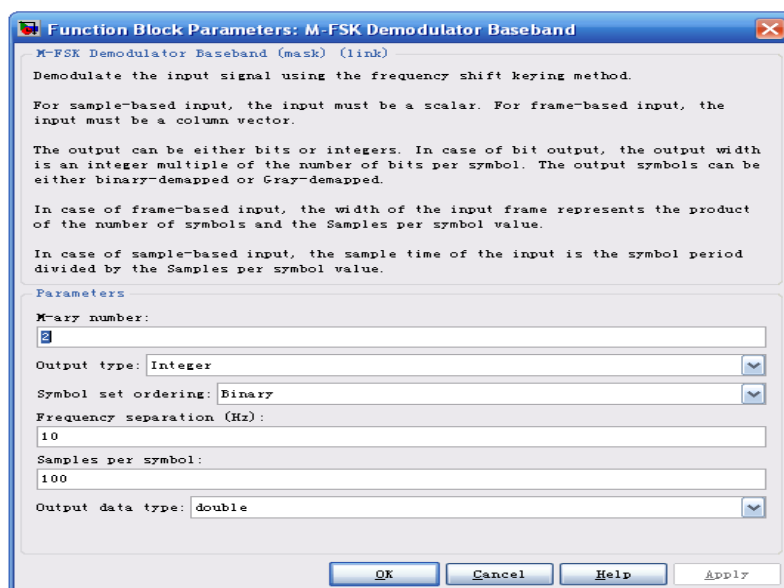 Function Block Parameters: M-FSK Demodulator Baseband
M-FSK Demodulator Baseband (mask) (link)
Demodulate the input signal using the frequency shift keying method.
For sample-based input, the input must be a scalar. For frame-based input, the
input must be a column vector.
The output can be either bits or integers. In case of bit output, the output width
is an integer multiple of the number of bits per symbol. The output symbols can be
either binary-demapped or Gray-demapped.
In case of frame-based input, the width of the input frame represents the product
of the number of symbols and the Samples per symbol value.
In case of sample-based input, the sample time of the input is the symbol period
divided by the Samples per symbol value.
Parameters
M-ary number:
2
Output type: Integer
Symbol set ordering: Binary
Frequency separation (Hz):
10
Samples per symbol:
100
Output data type: double
OK Cancel Help Apply